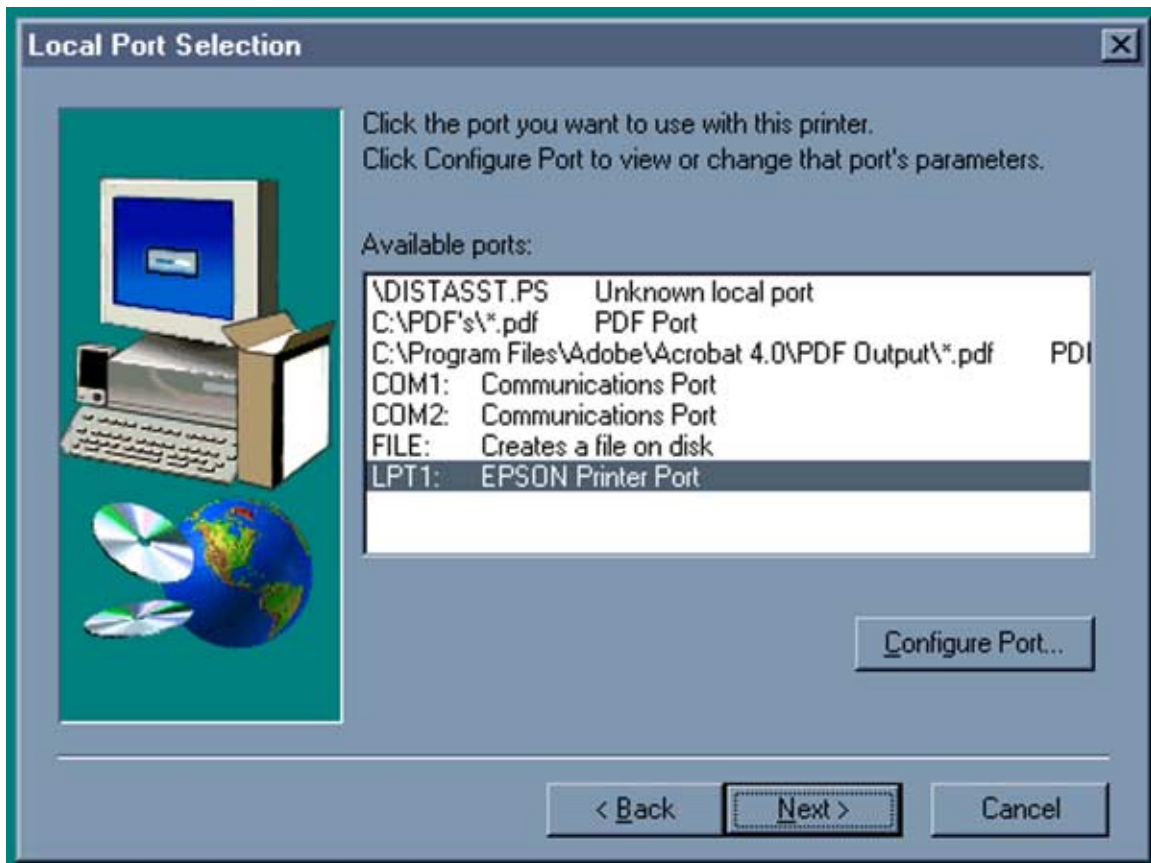 Local Port Selection
Click the port you want to use with this printer.
Click Configure Port to view or change that port's parameters.
Available ports:
\DISTASST.PS Unknown local port
C:\PDF's\*.pdf PDF Port
C:\Program Files\Adobe\Acrobat 4.0\PDF Output\*.pdf PDI
COM1: Communications Port
COM2: Communications Port
FILE: Creates a file on disk
LPT1: EPSON Printer Port
Configure Port...
< Back Next > Cancel